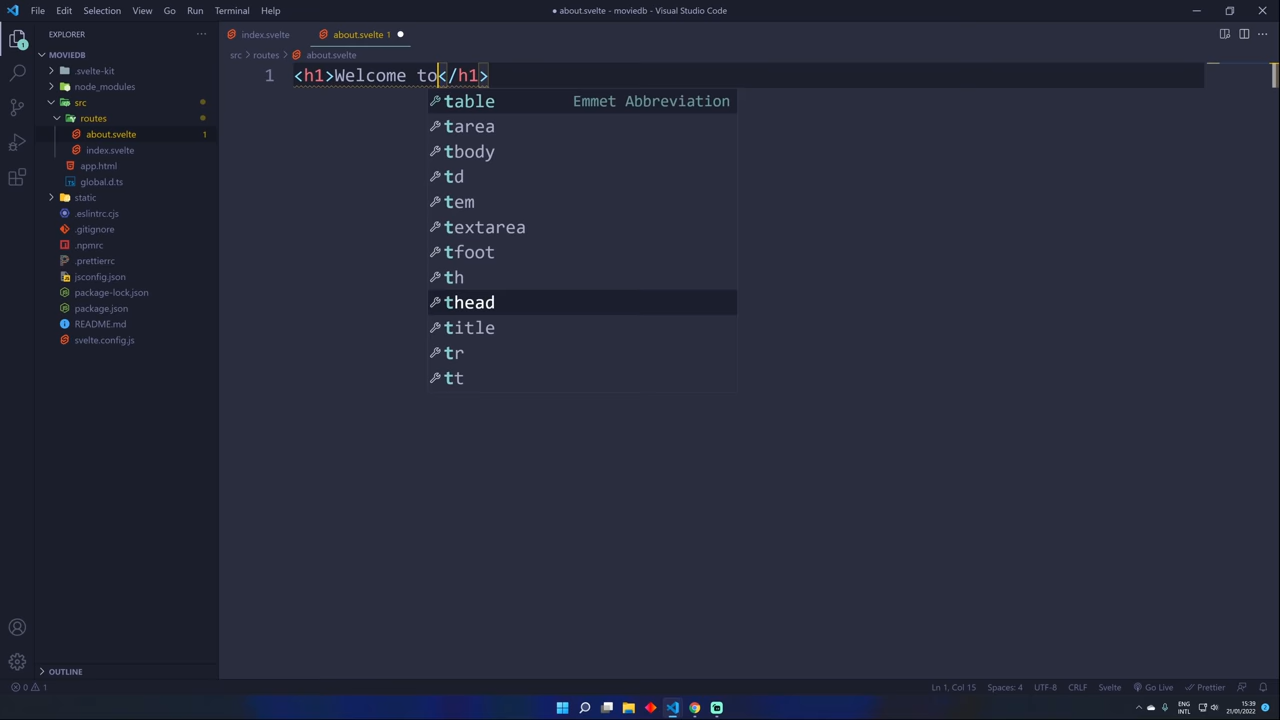 File Edit Selection View Go Run Terminal Help
● about.svelte - moviedb - Visual Studio Code
EXPLORER
MOVIEDB
.svelte-kit
node_modules
src
routes
about.svelte 1
index.svelte
app.html
global.d.ts
static
.eslintrc.cjs
.gitignore
.npmrc
.prettierrc
jsconfig.json
package-lock.json
package.json
README.md
svelte.config.js
OUTLINE
index.svelte about.svelte 1
src > routes > about.svelte
1 <h1>Welcome to</h1>
table Emmet Abbreviation
tarea
tbody
td
tem
textarea
tfoot
th
thead
title
tr
tt
0 1 Ln 1, Col 15 Spaces: 4 UTF-8 CRLF Svelte Go Live Prettier
ENG 15:39
INTL 21/01/2022